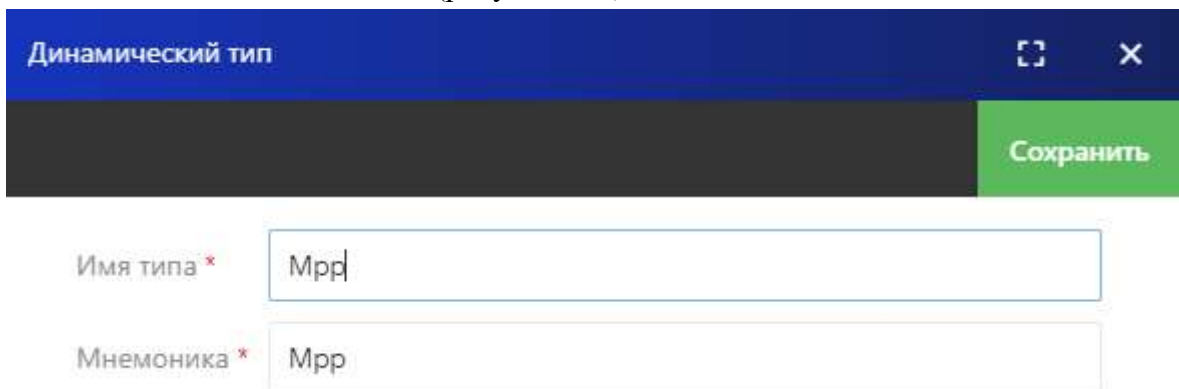 Динамический тип
Сохранить
Имя типа *
Mpp
Мнемоника *
Mpp